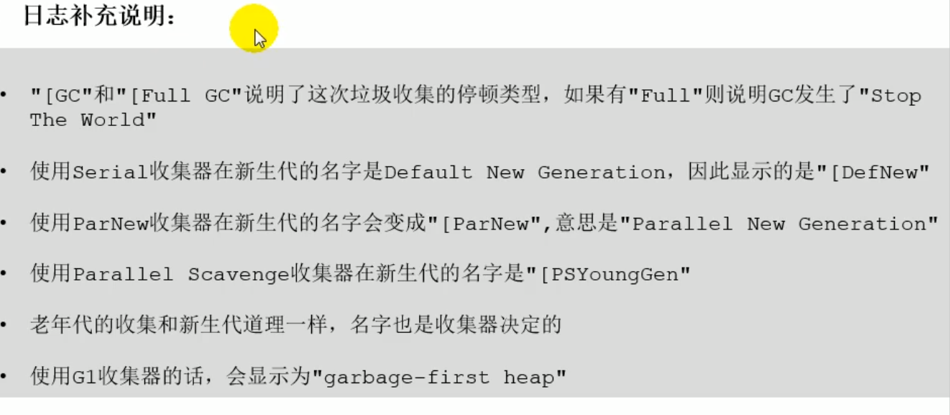 日志补充说明：
• "[GC"和"[Full GC"说明了这次垃圾收集的停顿类型，如果有"Full"则说明GC发生了"Stop
The World"
• 使用Serial收集器在新生代的名字是Default New Generation，因此显示的是"[DefNew"
• 使用ParNew收集器在新生代的名字会变成"[ParNew",意思是"Parallel New Generation"
• 使用Parallel Scavenge收集器在新生代的名字是"[PSYoungGen"
• 老年代的收集和新生代道理一样，名字也是收集器决定的
• 使用G1收集器的话，会显示为"garbage-first heap"